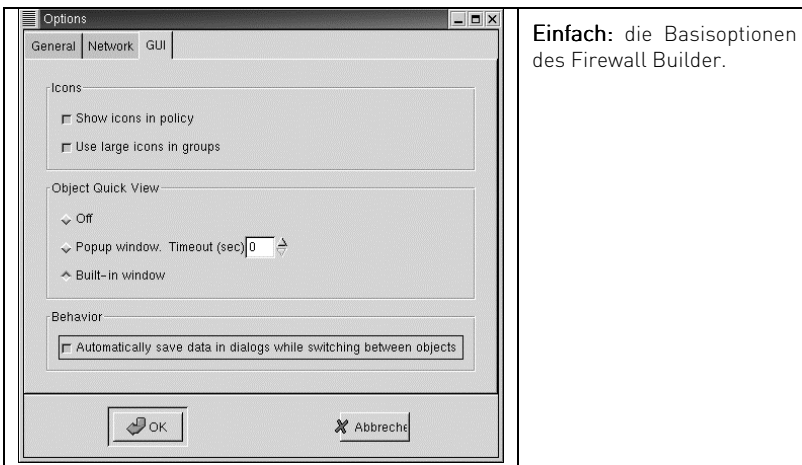 Options
General Network GUI
Icons
Show icons in policy
Use large icons in groups
Object Quick View
Off
Popup window. Timeout (sec) 0
Built-in window
Behavior
Automatically save data in dialogs while switching between objects
OK Abbreche
Einfach: die Basisoptionen
des Firewall Builder.